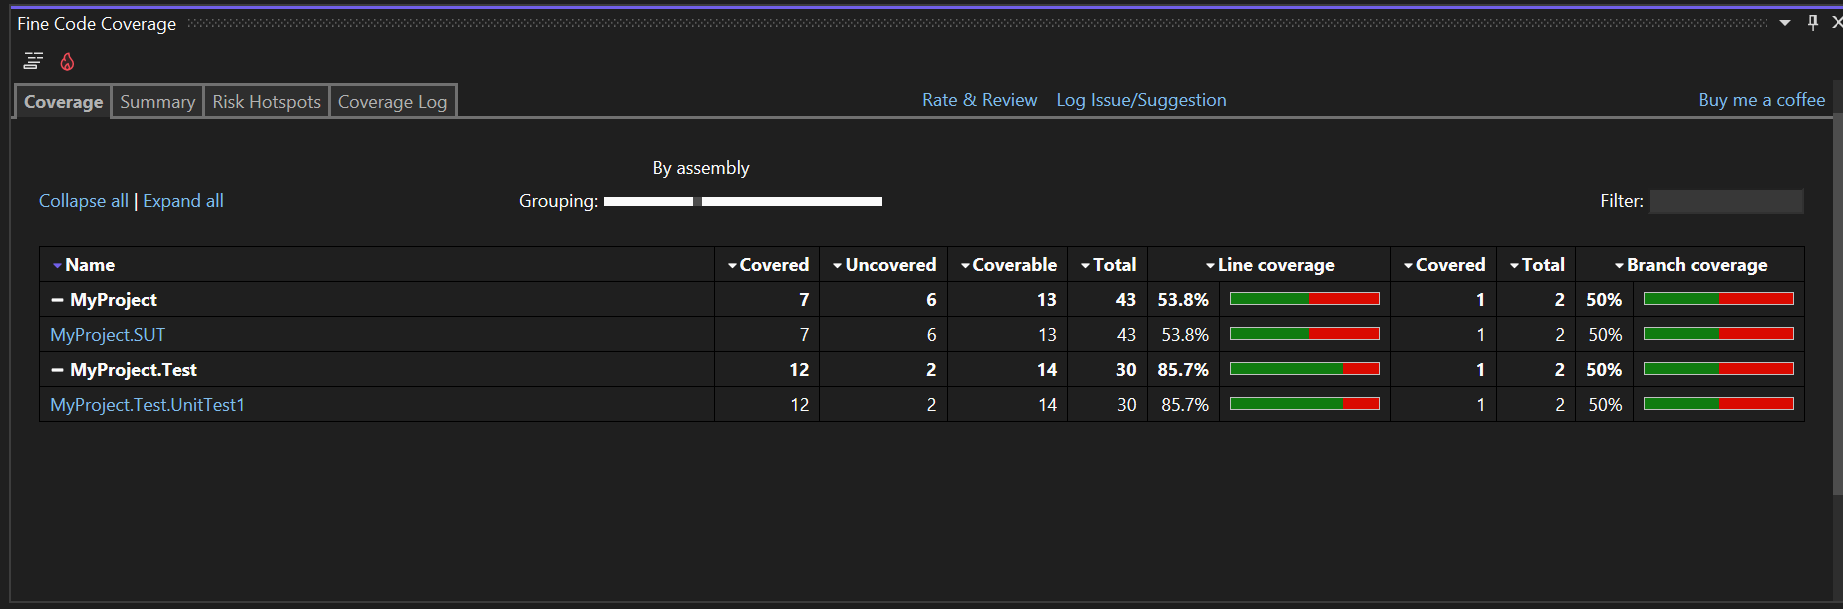 Fine Code Coverage
Coverage Summary Risk Hotspots Coverage Log Rate & Review Log Issue/Suggestion Buy me a coffee
By assembly
Collapse all | Expand all Grouping: Filter:
Name Covered Uncovered Coverable Total Line coverage Covered Total Branch coverage
MyProject 7 6 13 43 53.8% 1 2 50%
MyProject.SUT 7 6 13 43 53.8% 1 2 50%
MyProject.Test 12 2 14 30 85.7% 1 2 50%
MyProject.Test.UnitTest1 12 2 14 30 85.7% 1 2 50%